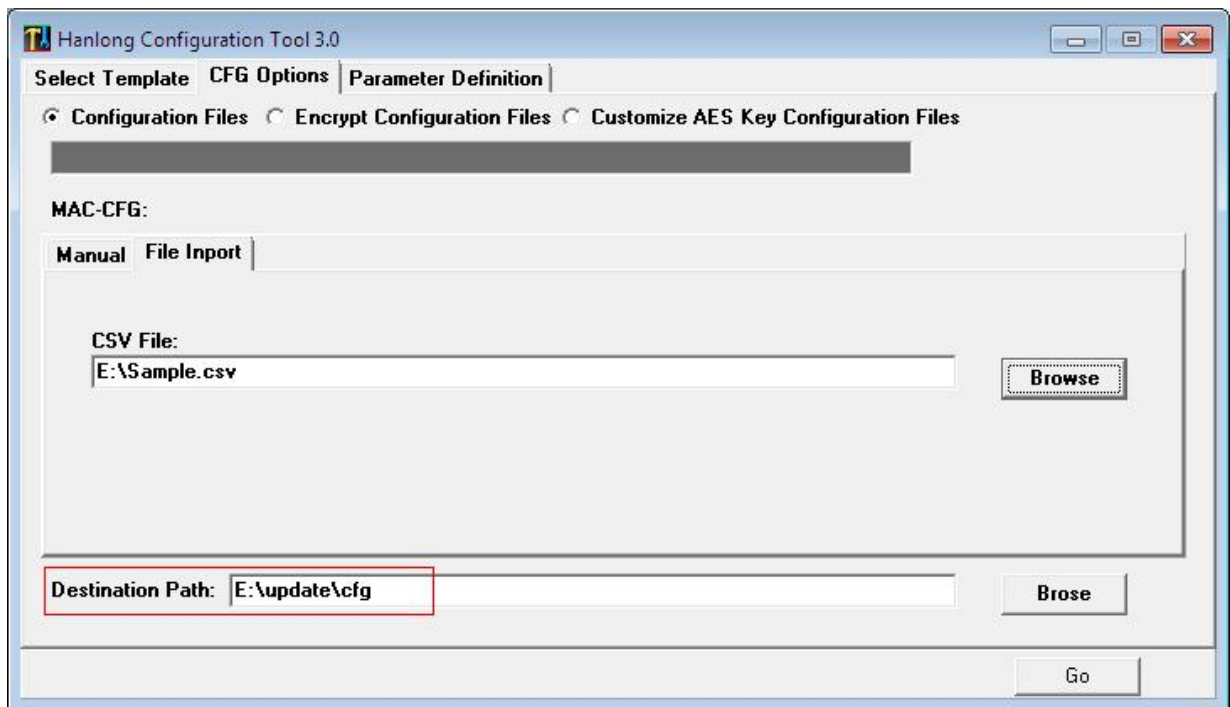 Hanlong Configuration Tool 3.0
Select Template CFG Options Parameter Definition
Configuration Files Encrypt Configuration Files Customize AES Key Configuration Files
MAC-CFG:
Manual File Inport
CSV File:
E:\Sample.csv Browse
Destination Path: E:\update\cfg Brose
Go